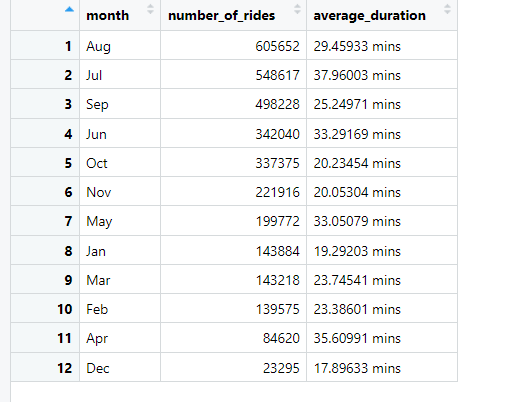 month number_of_rides average_duration
1 Aug 605652 29.45933 mins
2 Jul 548617 37.96003 mins
3 Sep 498228 25.24971 mins
4 Jun 342040 33.29169 mins
5 Oct 337375 20.23454 mins
6 Nov 221916 20.05304 mins
7 May 199772 33.05079 mins
8 Jan 143884 19.29203 mins
9 Mar 143218 23.74541 mins
10 Feb 139575 23.38601 mins
11 Apr 84620 35.60991 mins
12 Dec 23295 17.89633 mins